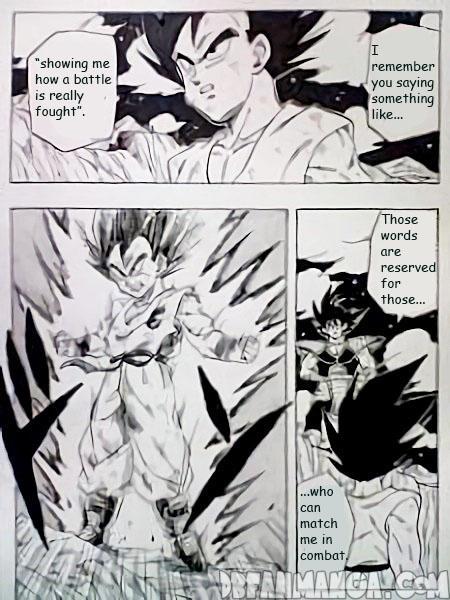 I
remember
you saying
something
like...
“showing me
how a battle
is really
fought”.
Those
words
are
reserved
for
those...
...who
can
match
me in
combat.
DBFANMANGA.COM